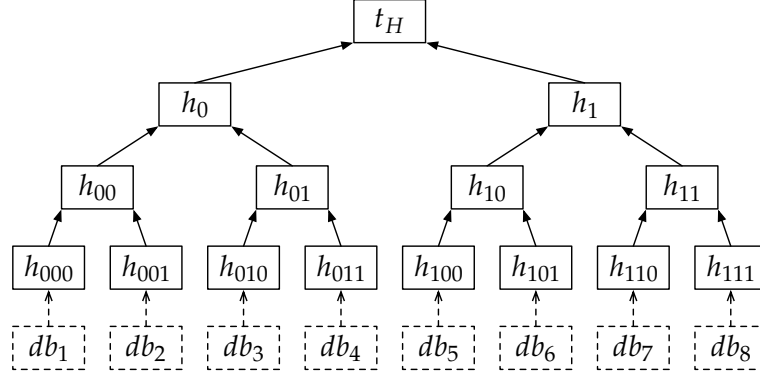 t_H
h_0 h_1
h_00 h_01 h_10 h_11
h_000 h_001 h_010 h_011 h_100 h_101 h_110 h_111
db_1 db_2 db_3 db_4 db_5 db_6 db_7 db_8